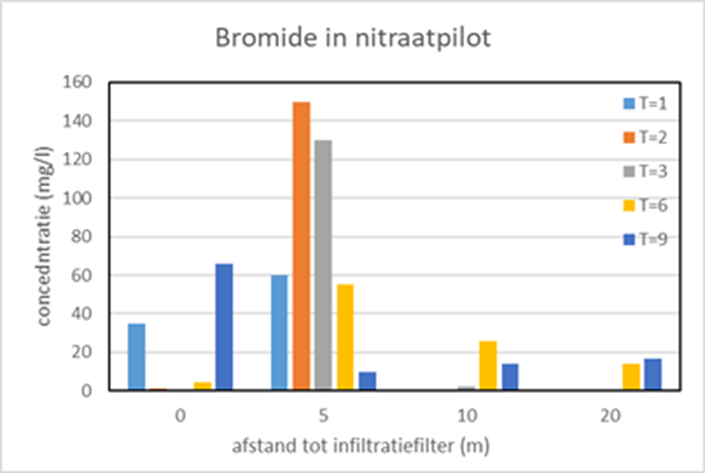 Bromide in nitraatpilot
concedntratie (mg/l)
160
140
120
100
80
60
40
20
0
T=1
T=2
T=3
T=6
T=9
0 5 10 20
afstand tot infiltratiefilter (m)